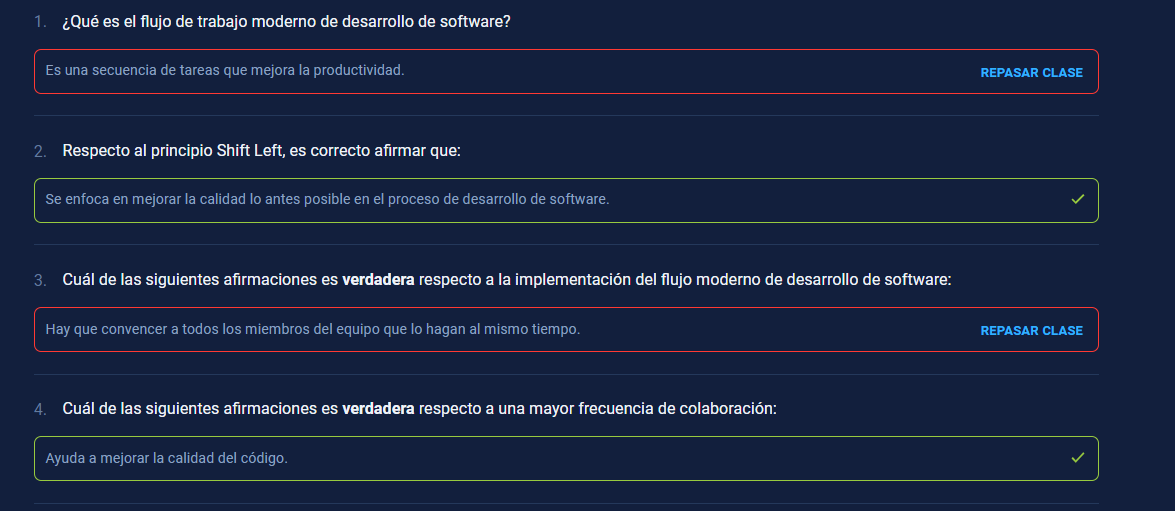 1. ¿Qué es el flujo de trabajo moderno de desarrollo de software?
Es una secuencia de tareas que mejora la productividad. REPASAR CLASE
2. Respecto al principio Shift Left, es correcto afirmar que:
Se enfoca en mejorar la calidad lo antes posible en el proceso de desarrollo de software.
3. Cuál de las siguientes afirmaciones es verdadera respecto a la implementación del flujo moderno de desarrollo de software:
Hay que convencer a todos los miembros del equipo que lo hagan al mismo tiempo. REPASAR CLASE
4. Cuál de las siguientes afirmaciones es verdadera respecto a una mayor frecuencia de colaboración:
Ayuda a mejorar la calidad del código.